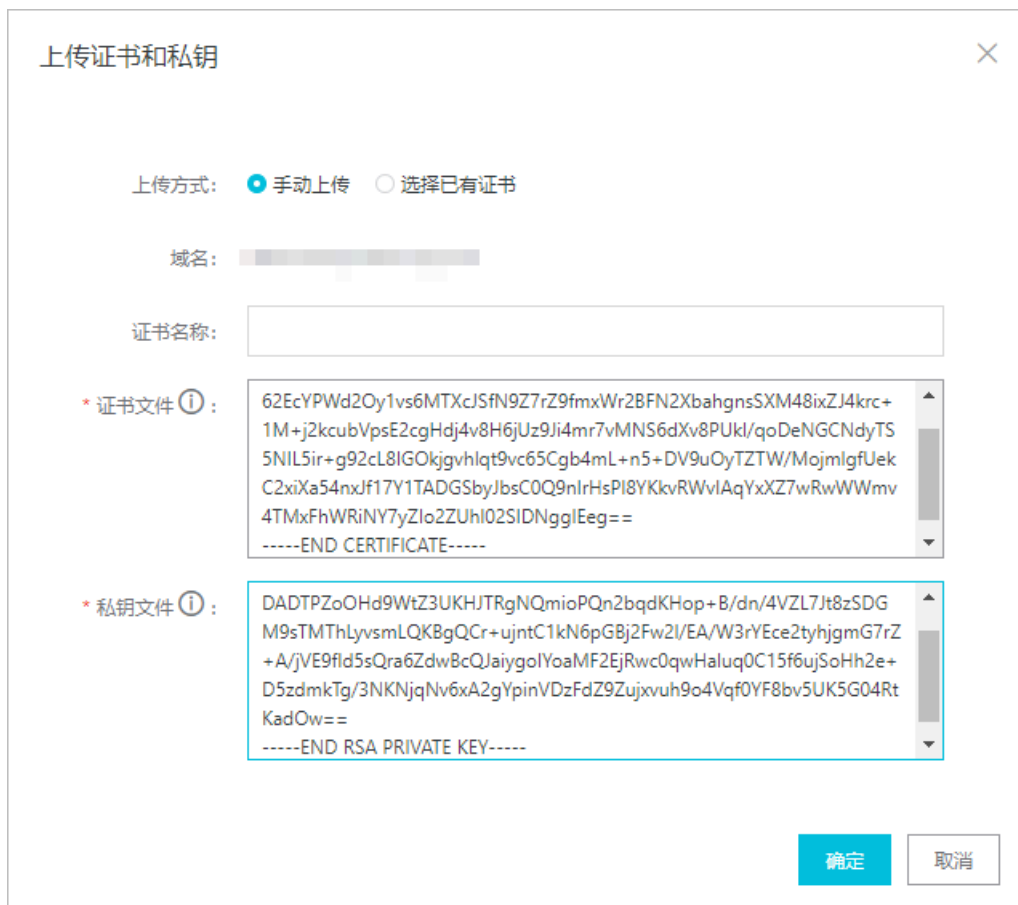 上传证书和私钥
上传方式: 手动上传 选择已有证书
域名:
证书名称:
* 证书文件 :
62EcYPWd2Oy1vs6MTXcJSfN9Z7rZ9fmxWr2BFN2XbahgnsSXM48ixZJ4krc+
1M+j2kcubVpsE2cgHdj4v8H6jUz9Ji4mr7vMNS6dXv8PUkI/qoDeNGCNdyTS
5NIL5ir+g92cL8IGOkjgvhlqt9vc65Cgb4mL+n5+DV9uOyTZTW/MojmIgfUek
C2xiXa54nxJf17Y1TADGSbyJbsC0Q9nIrHsPI8YKkvRWvIAqYxXZ7wRwWWmv
4TMxFhWRiNY7yZIo2ZUhl02SIDNggIEeg==
-----END CERTIFICATE-----
* 私钥文件 :
DADTPZoOHd9WtZ3UKHJTRgNQmioPQn2bqdKHop+B/dn/4VZL7Jt8zSDG
M9sTMThLyvsmLQKBgQCr+ujntC1kN6pGBj2Fw2l/EA/W3rYEce2tyhjgmG7rZ
+A/jVE9fld5sQra6ZdwBcQJaiygoIYoaMF2EjRwc0qwHaluq0C15f6ujSoHh2e+
D5zdmkTg/3NKNjqNv6xA2gYpinVDzFdZ9Zujxvuh9o4Vqf0YF8bv5UK5G04Rt
KadOw==
-----END RSA PRIVATE KEY-----
确定 取消